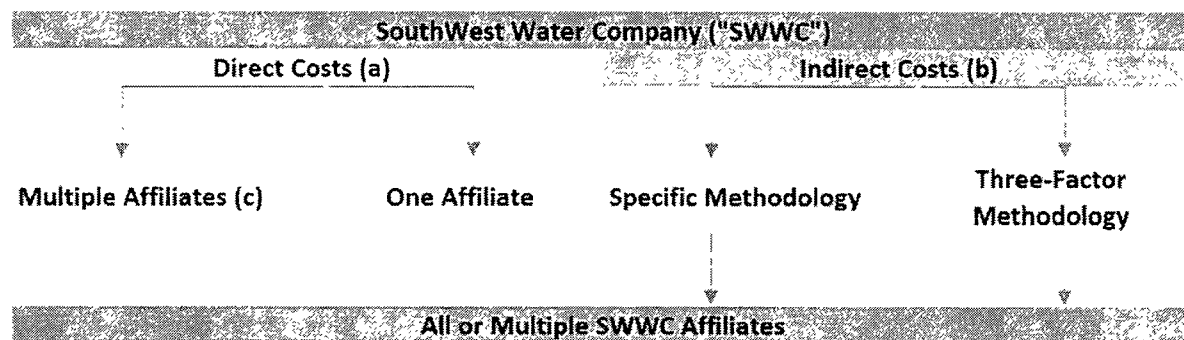 SouthWest Water Company ("SWWC")
Direct Costs (a)
Indirect Costs (b)
Multiple Affiliates (c)
One Affiliate
Specific Methodology
Three-Factor
Methodology
All or Multiple SWWC Affiliates